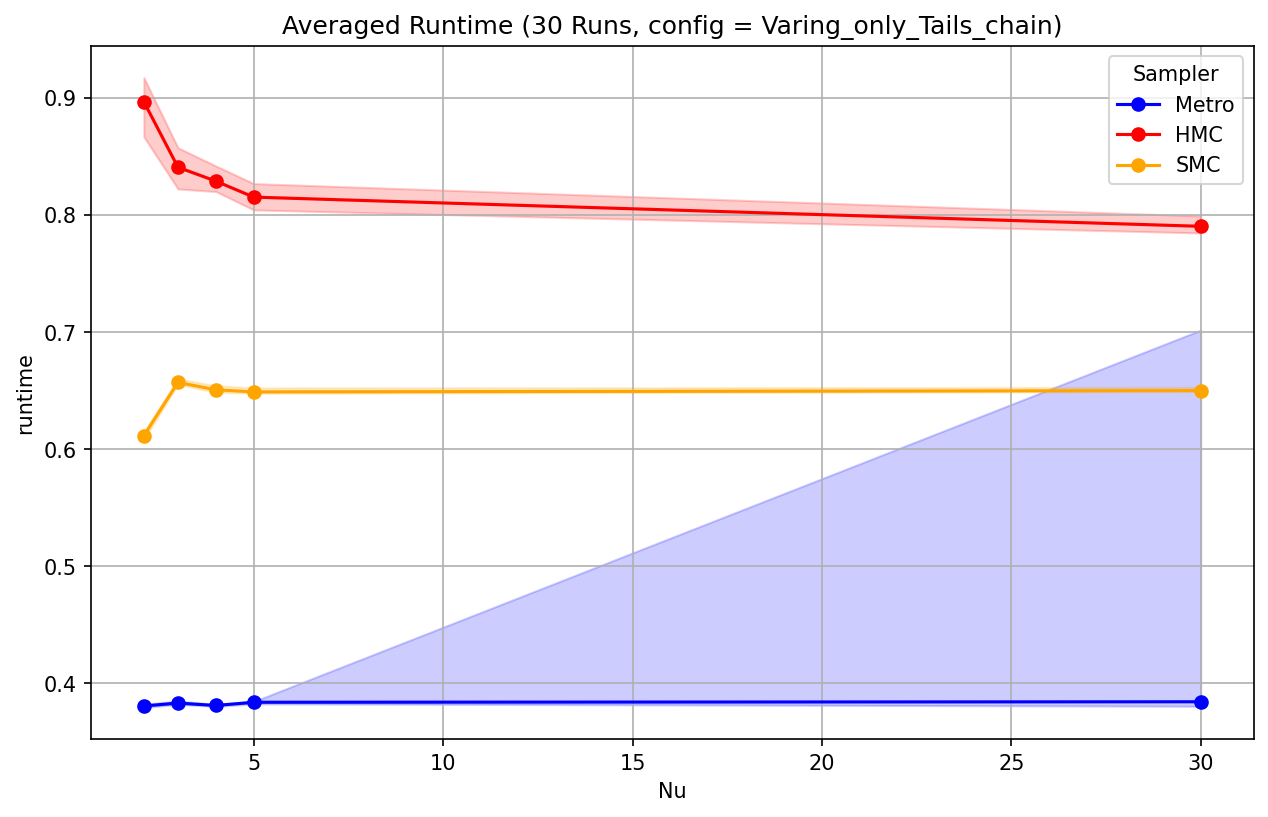 Averaged Runtime (30 Runs, config = Varing_only_Tails_chain)
Sampler
Metro
HMC
SMC
0.9
0.8
0.7
0.6
0.5
0.4
runtime
5 10 15 20 25 30
Nu